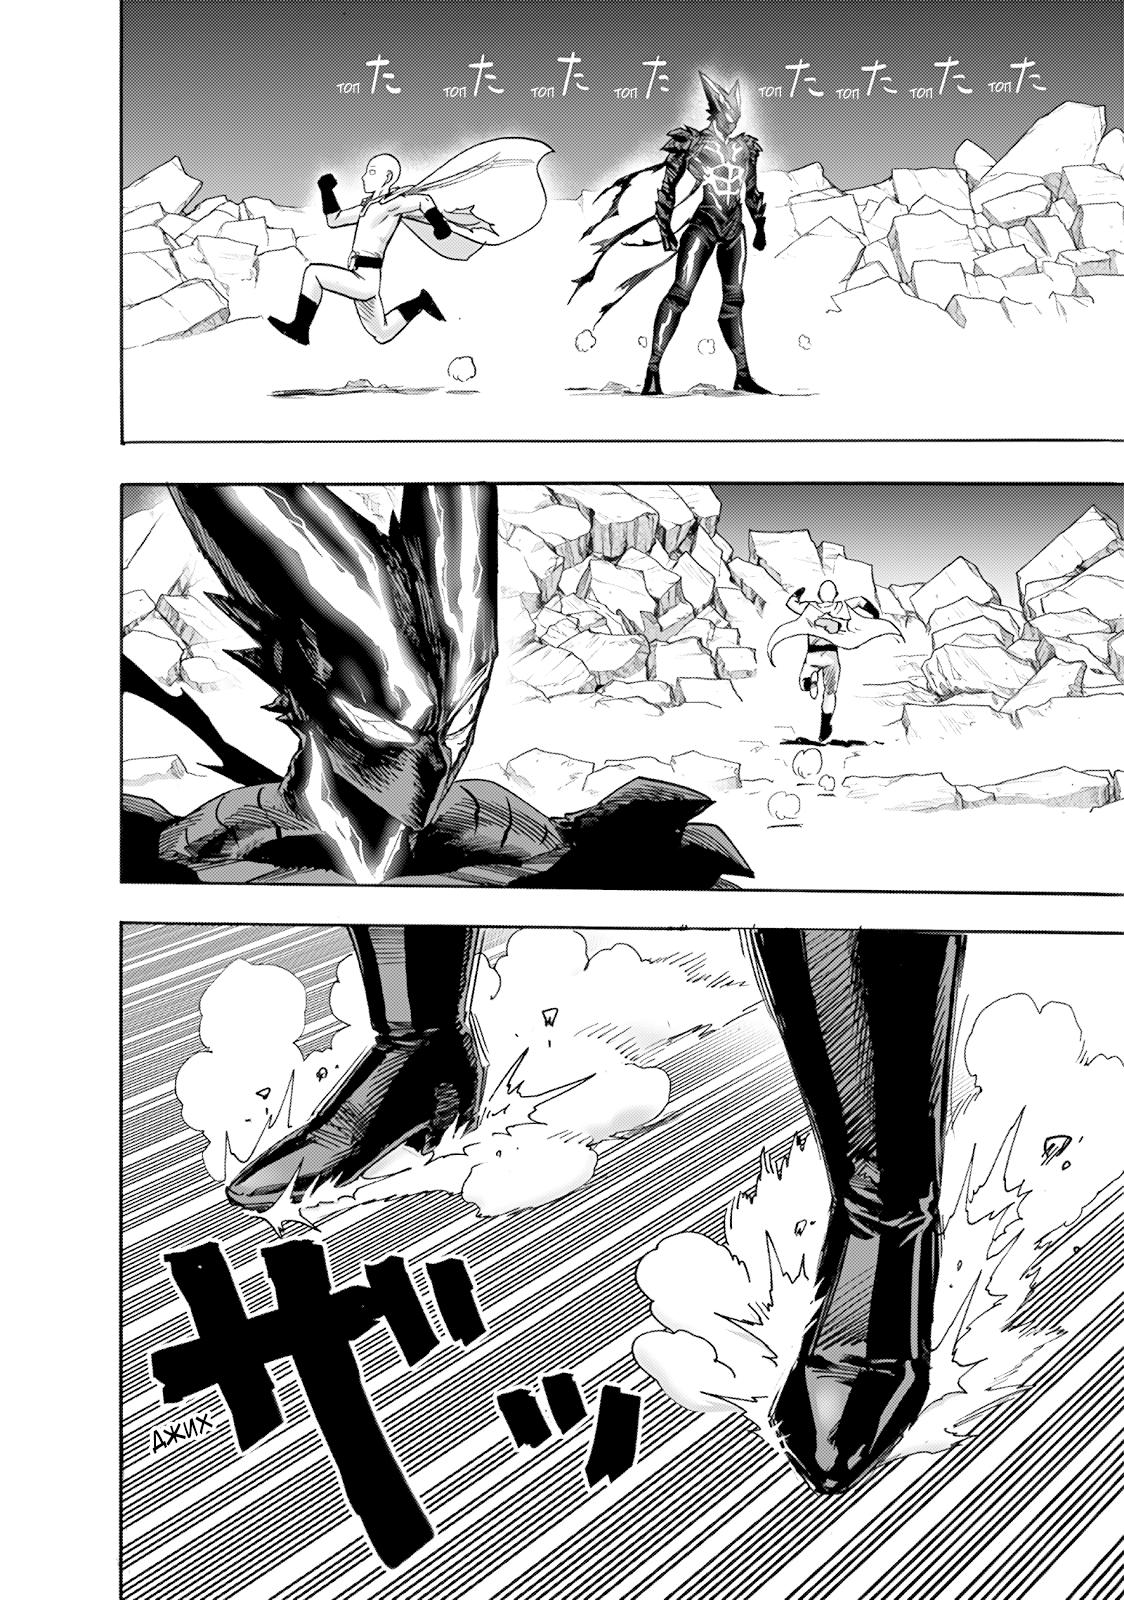 топ た топ た топ た топ た топ た топ た топ た топ た
ザッ
джих